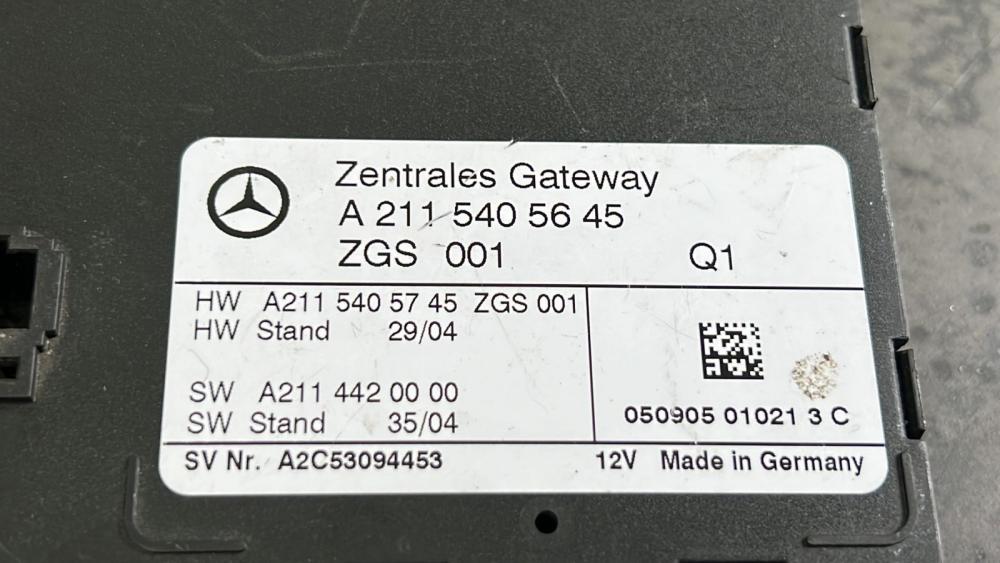 Zentrales Gateway
A 211 540 56 45
ZGS 001 Q1
HW A211 540 57 45 ZGS 001
HW Stand 29/04
SW A211 442 00 00
SW Stand 35/04
050905 01021 3 C
SV Nr. A2C53094453 12V Made in Germany